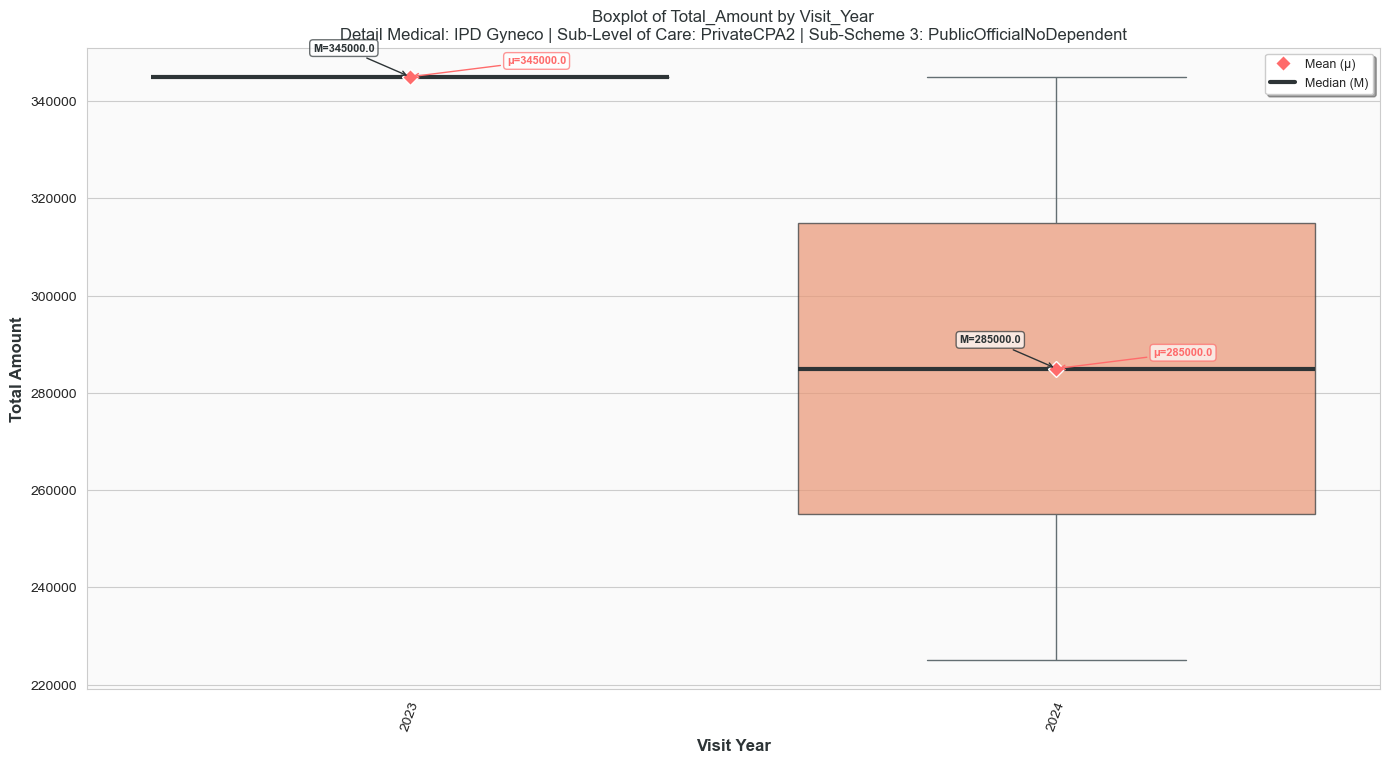 Boxplot of Total_Amount by Visit_Year
Detail Medical: IPD Gyneco | Sub-Level of Care: PrivateCPA2 | Sub-Scheme 3: PublicOfficialNoDependent
M=345000.0
μ=345000.0
Mean (μ)
Median (M)
340000
320000
300000
M=285000.0
μ=285000.0
280000
260000
240000
220000
Total Amount
2023
2024
Visit Year